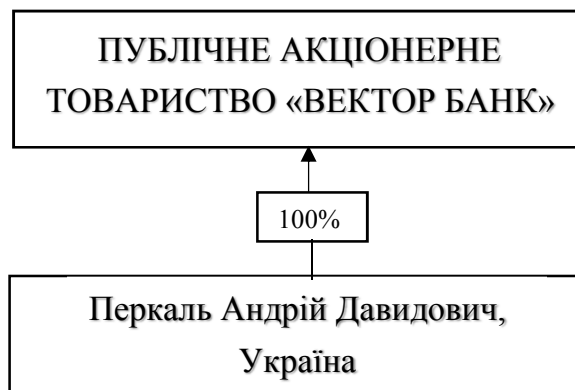 ПУБЛІЧНЕ АКЦІОНЕРНЕ
ТОВАРИСТВО «ВЕКТОР БАНК»
100%
Перкаль Андрій Давидович,
Україна